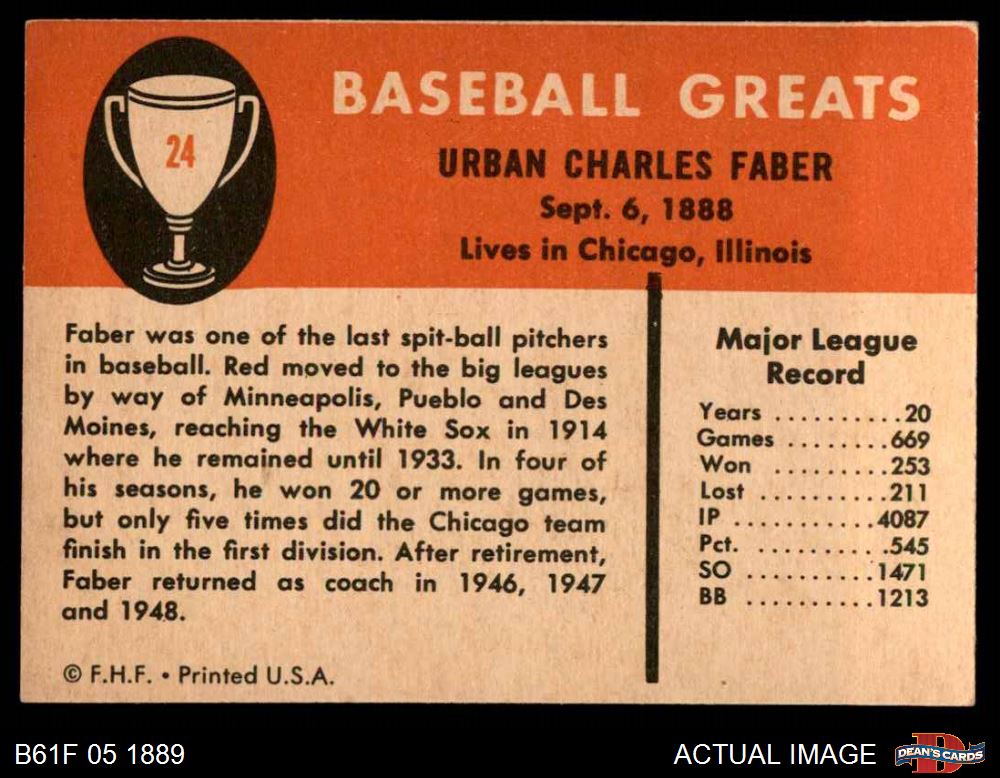 24
BASEBALL GREATS
URBAN CHARLES FABER
Sept. 6, 1888
Lives in Chicago, Illinois
Faber was one of the last spit-ball pitchers
in baseball. Red moved to the big leagues
by way of Minneapolis, Pueblo and Des
Moines, reaching the White Sox in 1914
where he remained until 1933. In four of
his seasons, he won 20 or more games,
but only five times did the Chicago team
finish in the first division. After retirement,
Faber returned as coach in 1946, 1947
and 1948.
© F.H.F. • Printed U.S.A.
Major League
Record
Years ..........20
Games ........669
Won .........253
Lost ..........211
IP ...........4087
Pct. ..........545
SO ..........1471
BB ..........1213
B61F 05 1889
ACTUAL IMAGE
D
DEAN'S CARDS